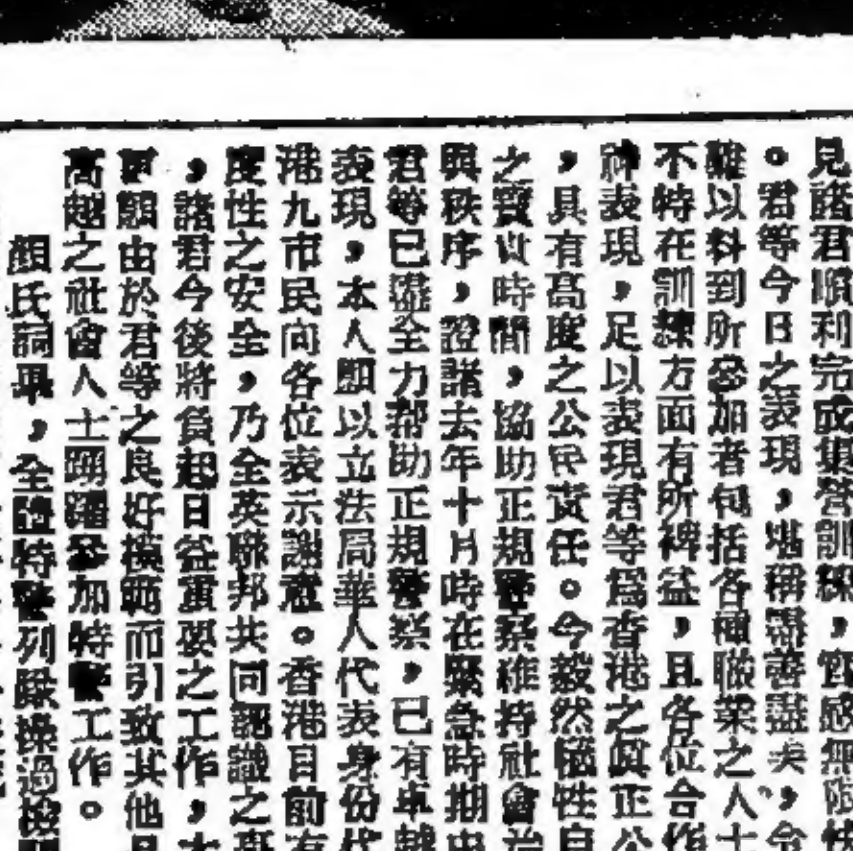 見諸君順利完成集營訓練，實感無限快
。君等今日之表現，堪稱盡善盡美，令
難以料到所參加者包括各種職業之人士
不特在訓練方面有所裨益，且各位合作
神表現，足以表現君等爲香港之眞正公
，具有高度之公民責任。今毅然犧牲自
之寶貴時間，協助正規警察維持社會治
與秩序，證諸去年十月時在緊急時期中
君等已盡全力帮助正規警察，已有卓越
表現，本人願以立法局華人代表身份代
港九市民向各位表示謝意。香港目前有
度性之安全，乃全英聯邦共同認識之事
，諸君今後將負起日益重要之工作，本
願由於君等之良好模範而引致其他
高越之社會人士踴躍參加特警工作。
顏氏詞畢，全體特警列隊操過檢